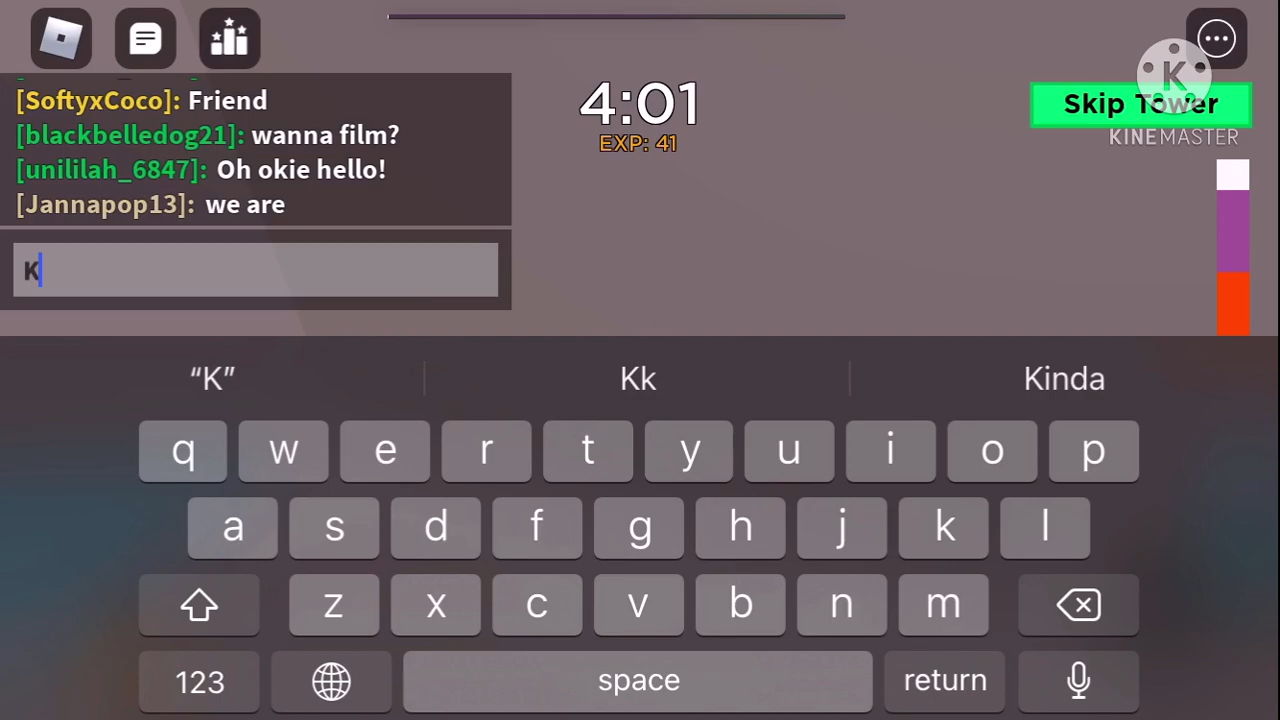 [SoftyxCoco]: Friend
[blackbelledog21]: wanna film?
[unililah_6847]: Oh okie hello!
[Jannapop13]: we are
K
4:01
EXP: 41
Skip Tower
K
KINEMASTER
“K” Kk Kinda
q w e r t y u i o p
a s d f g h j k l
z x c v b n m
123 space return